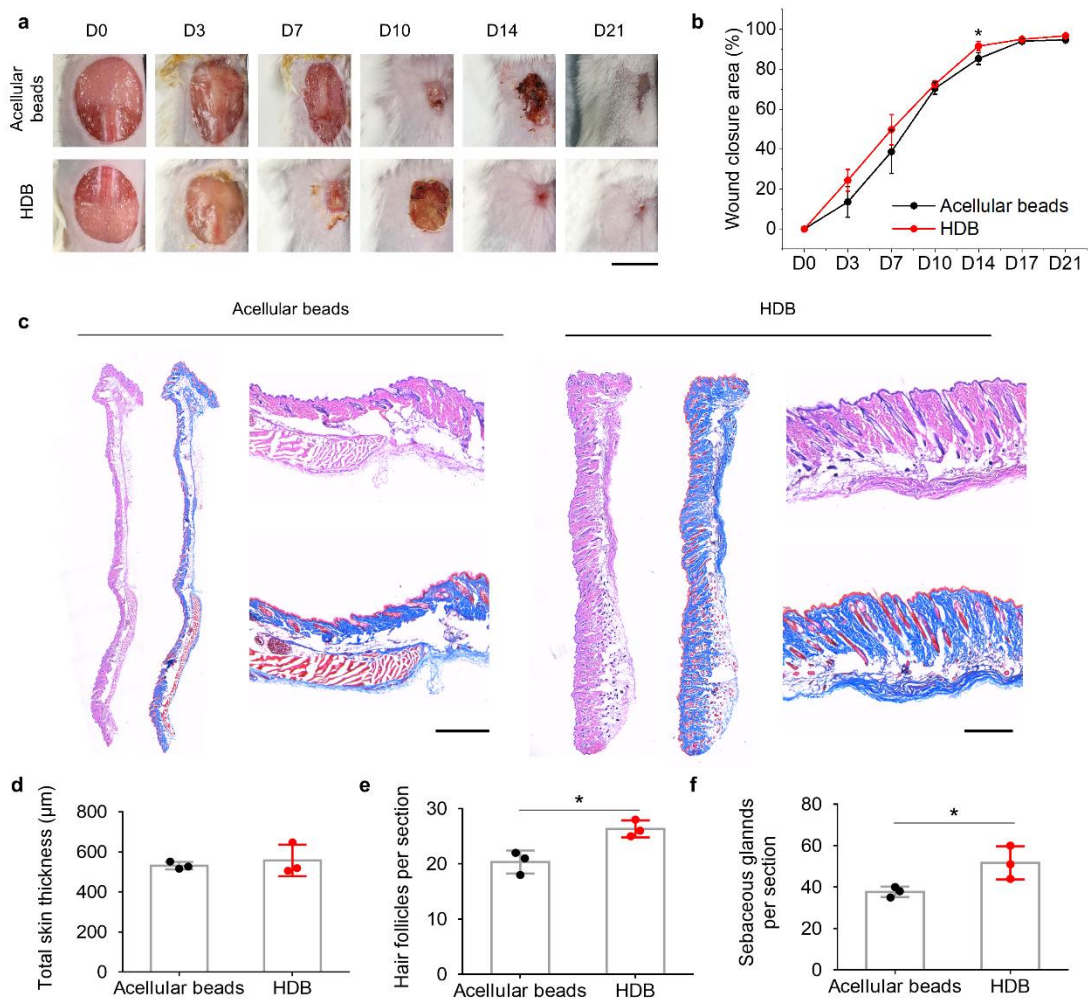 a
D0 D3 D7 D10 D14 D21
Acellular
beads
HDB
b
Wound closure area (%)
100
80
60
40
20
0
*
Acellular beads
HDB
D0 D3 D7 D10 D14 D17 D21
c
Acellular beads
HDB
d
Total skin thickness (µm)
800
600
400
200
0
Acellular beads HDB
e
Hair follicles per section
30
20
10
0
*
Acellular beads HDB
f
Sebaceous glands
per section
80
60
40
20
0
*
Acellular beads HDB